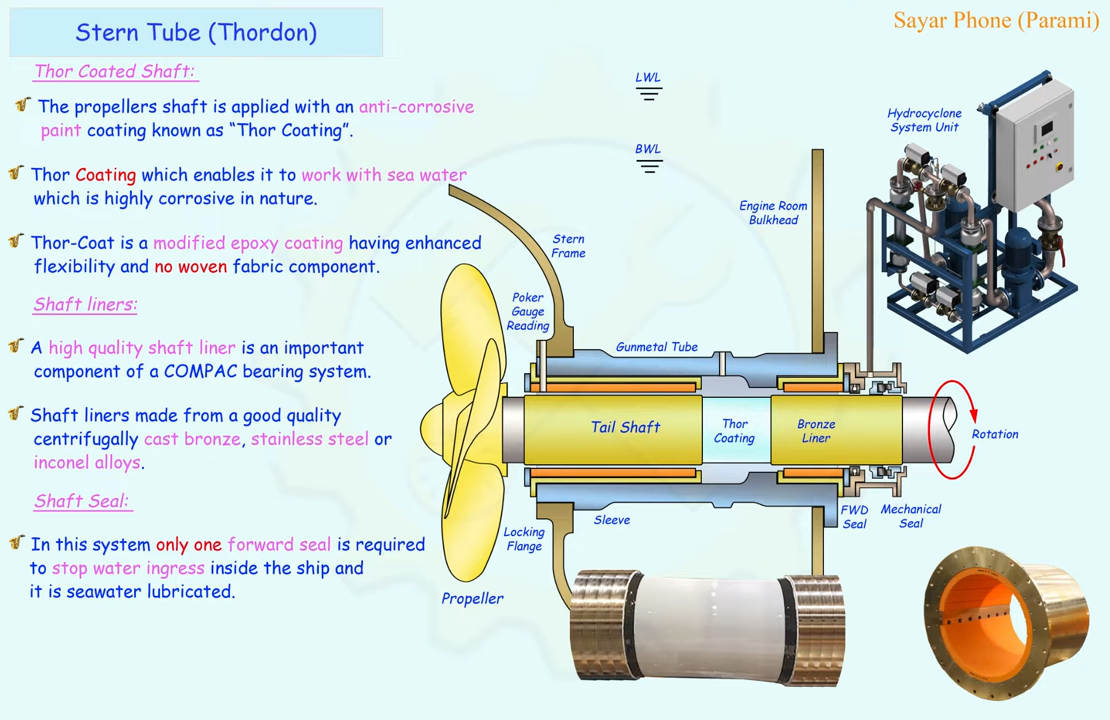 Stern Tube (Thordon)
Sayar Phone (Parami)
Thor Coated Shaft:
The propellers shaft is applied with an anti-corrosive
paint coating known as “Thor Coating”.
Thor Coating which enables it to work with sea water
which is highly corrosive in nature.
Thor-Coat is a modified epoxy coating having enhanced
flexibility and no woven fabric component.
Shaft liners:
A high quality shaft liner is an important
component of a COMPAC bearing system.
Shaft liners made from a good quality
centrifugally cast bronze, stainless steel or
inconel alloys.
Shaft Seal:
In this system only one forward seal is required
to stop water ingress inside the ship and
it is seawater lubricated.
LWL
BWL
Hydrocyclone
System Unit
Engine Room
Bulkhead
Stern
Frame
Poker
Gauge
Reading
Gunmetal Tube
Tail Shaft
Thor
Coating
Bronze
Liner
Rotation
FWD
Seal
Mechanical
Seal
Sleeve
Locking
Flange
Propeller